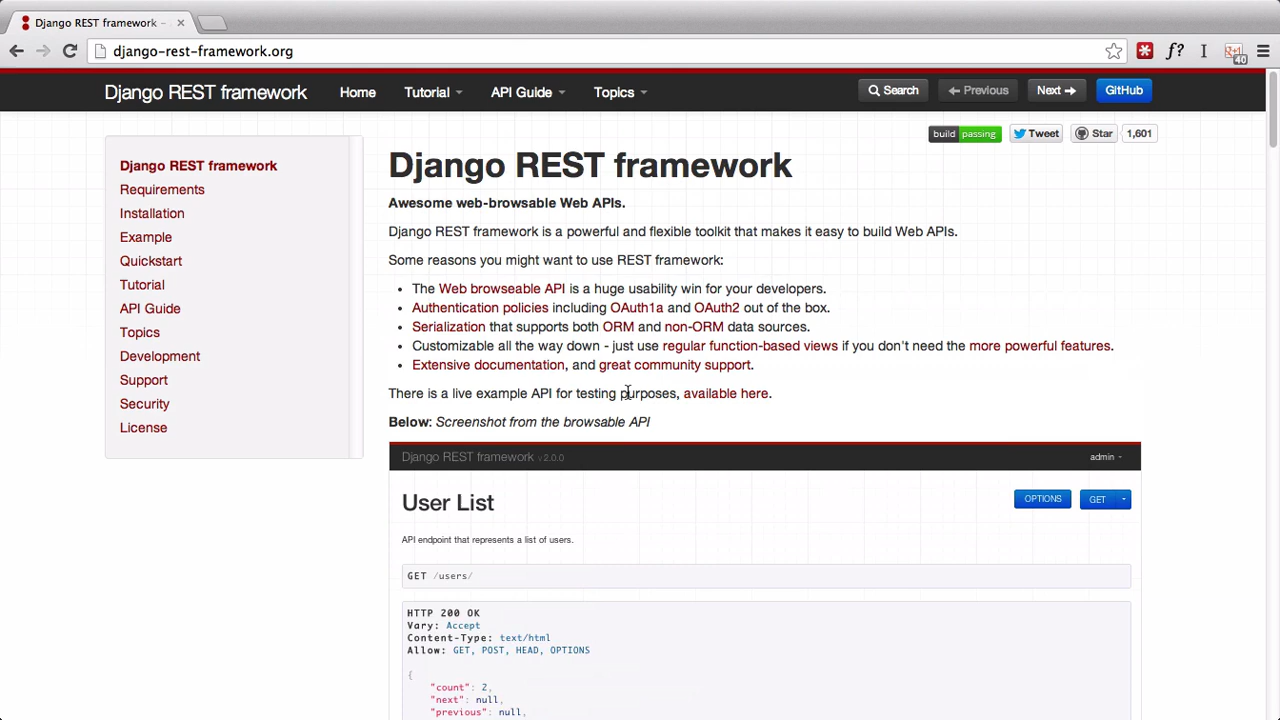 Django REST framework –
django-rest-framework.org
f?
40
Django REST framework Home Tutorial API Guide Topics Search Previous Next GitHub
build passing Tweet Star 1,601
Django REST framework
Requirements
Installation
Example
Quickstart
Tutorial
API Guide
Topics
Development
Support
Security
License
Django REST framework
Awesome web-browsable Web APIs.
Django REST framework is a powerful and flexible toolkit that makes it easy to build Web APIs.
Some reasons you might want to use REST framework:
• The Web browseable API is a huge usability win for your developers.
• Authentication policies including OAuth1a and OAuth2 out of the box.
• Serialization that supports both ORM and non-ORM data sources.
• Customizable all the way down - just use regular function-based views if you don't need the more powerful features.
• Extensive documentation, and great community support.
There is a live example API for testing purposes, available here.
Below: Screenshot from the browsable API
Django REST framework v 2.0.0 admin
User List OPTIONS GET
API endpoint that represents a list of users.
GET /users/
HTTP 200 OK
Vary: Accept
Content-Type: text/html
Allow: GET, POST, HEAD, OPTIONS
{
"count": 2,
"next": null,
"previous": null,